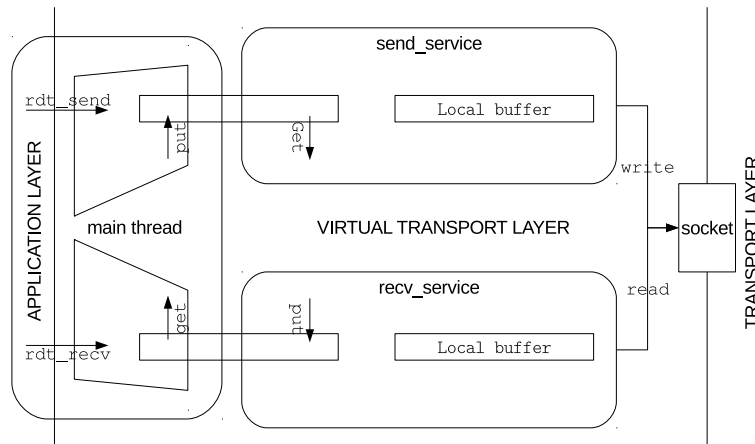 send_service
rdt_send
Local buffer
put
Get
write
APPLICATION LAYER
main thread
VIRTUAL TRANSPORT LAYER
socket
TRANSPORT LAYER
recv_service
read
get
put
rdt_recv
Local buffer